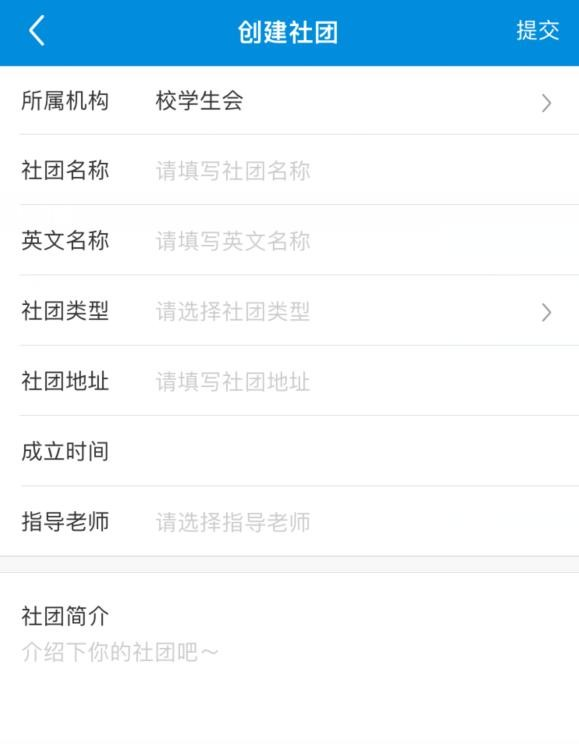 创建社团 提交
所属机构 校学生会
社团名称 请填写社团名称
英文名称 请填写英文名称
社团类型 请选择社团类型
社团地址 请填写社团地址
成立时间
指导老师 请选择指导老师
社团简介
介绍下你的社团吧～